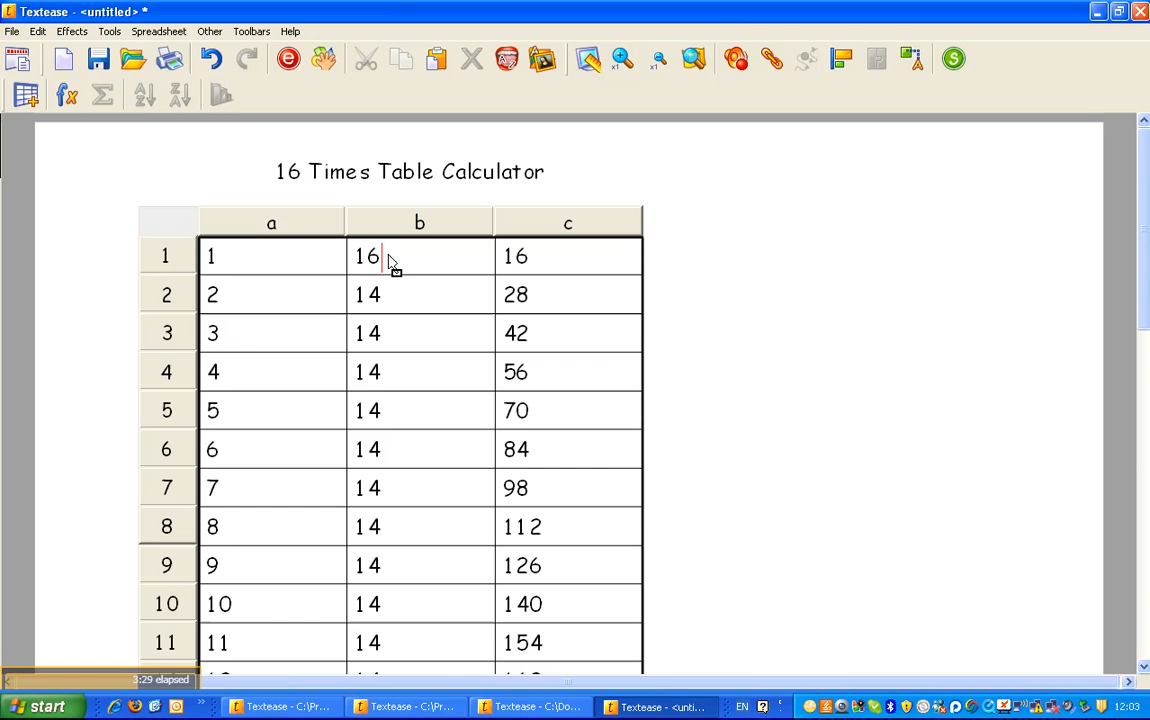 Textease - <untitled> *
File Edit Effects Tools Spreadsheet Other Toolbars Help
16 Times Table Calculator
a b c
1 1 16 16
2 2 14 28
3 3 14 42
4 4 14 56
5 5 14 70
6 6 14 84
7 7 14 98
8 8 14 112
9 9 14 126
10 10 14 140
11 11 14 154
3:29 elapsed
start Textease - C:\Pr... Textease - C:\Pr... Textease - C:\Do... Textease - <unti... EN 12:03